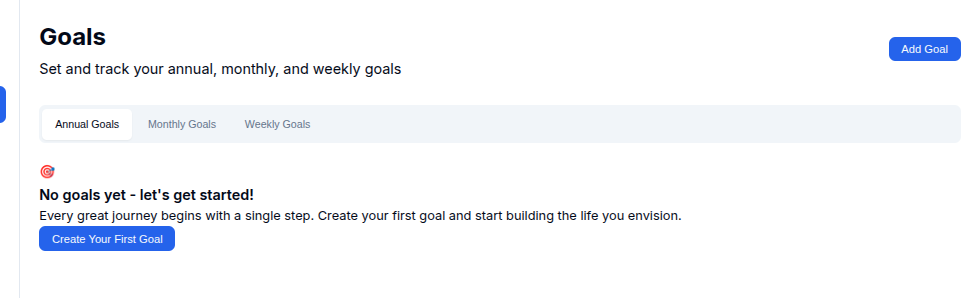 Goals
Add Goal
Set and track your annual, monthly, and weekly goals
Annual Goals
Monthly Goals
Weekly Goals
No goals yet - let's get started!
Every great journey begins with a single step. Create your first goal and start building the life you envision.
Create Your First Goal